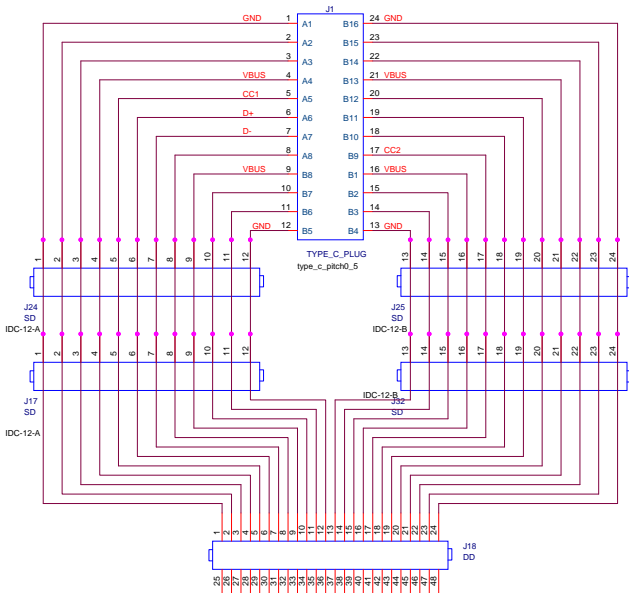 J1
GND 1 A1 B16 24 GND
2 A2 B15 23
3 A3 B14 22
VBUS 4 A4 B13 21 VBUS
CC1 5 A5 B12 20
D+ 6 A6 B11 19
D- 7 A7 B10 18
8 A8 B9 17 CC2
VBUS 9 B8 B1 16 VBUS
10 B7 B2 15
11 B6 B3 14
GND 12 B5 B4 13 GND
TYPE_C_PLUG
type_c_pitch0_5
1 2 3 4 5 6 7 8 9 10 11 12 13 14 15 16 17 18 19 20 21 22 23 24
J24 J25
SD SD
IDC-12-A IDC-12-B
1 2 3 4 5 6 7 8 9 10 11 12 13 14 15 16 17 18 19 20 21 22 23 24
IDC-12-B
J17 J32
SD SD
IDC-12-A
1 2 3 4 5 6 7 8 9 10 11 12 13 14 15 16 17 18 19 20 21 22 23 24
J18
DD
25 26 27 28 29 30 31 32 33 34 35 36 37 38 39 40 41 42 43 44 45 46 47 48